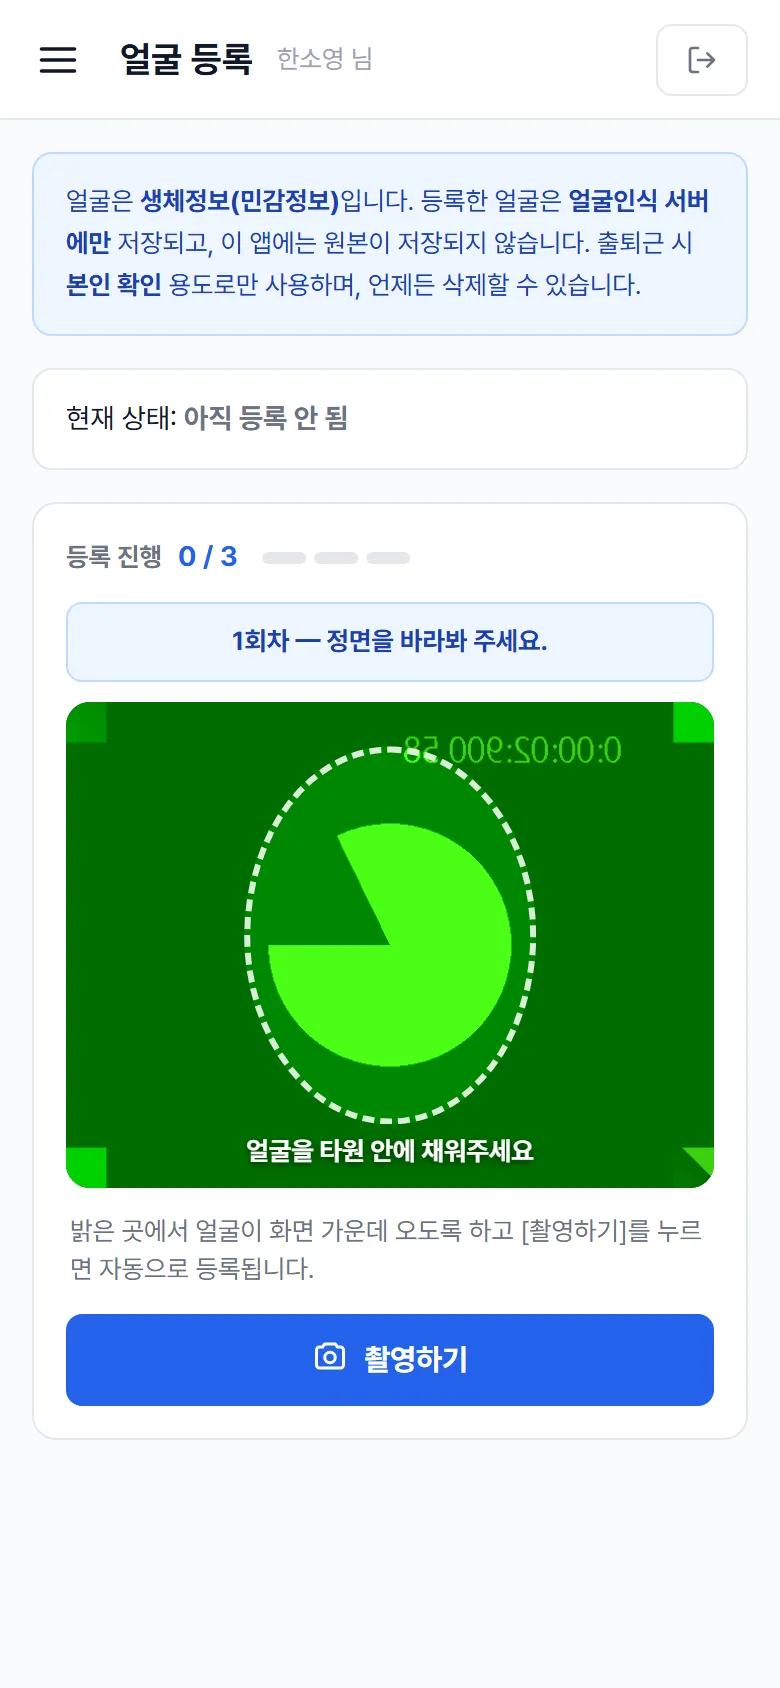 얼굴 등록 한소영 님
얼굴은 생체정보(민감정보)입니다. 등록한 얼굴은 얼굴인식 서버
에만 저장되고, 이 앱에는 원본이 저장되지 않습니다. 출퇴근 시
본인 확인 용도로만 사용하며, 언제든 삭제할 수 있습니다.
현재 상태: 아직 등록 안 됨
등록 진행 0 / 3
1회차 — 정면을 바라봐 주세요.
0:00:02:900 58
얼굴을 타원 안에 채워주세요
밝은 곳에서 얼굴이 화면 가운데 오도록 하고 [촬영하기]를 누르
면 자동으로 등록됩니다.
촬영하기